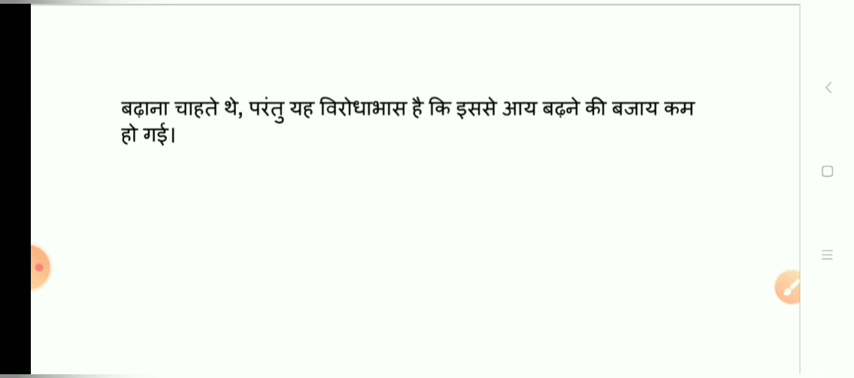 बढ़ाना चाहते थे, परंतु यह विरोधाभास है कि इससे आय बढ़ने की बजाय कम
हो गई।